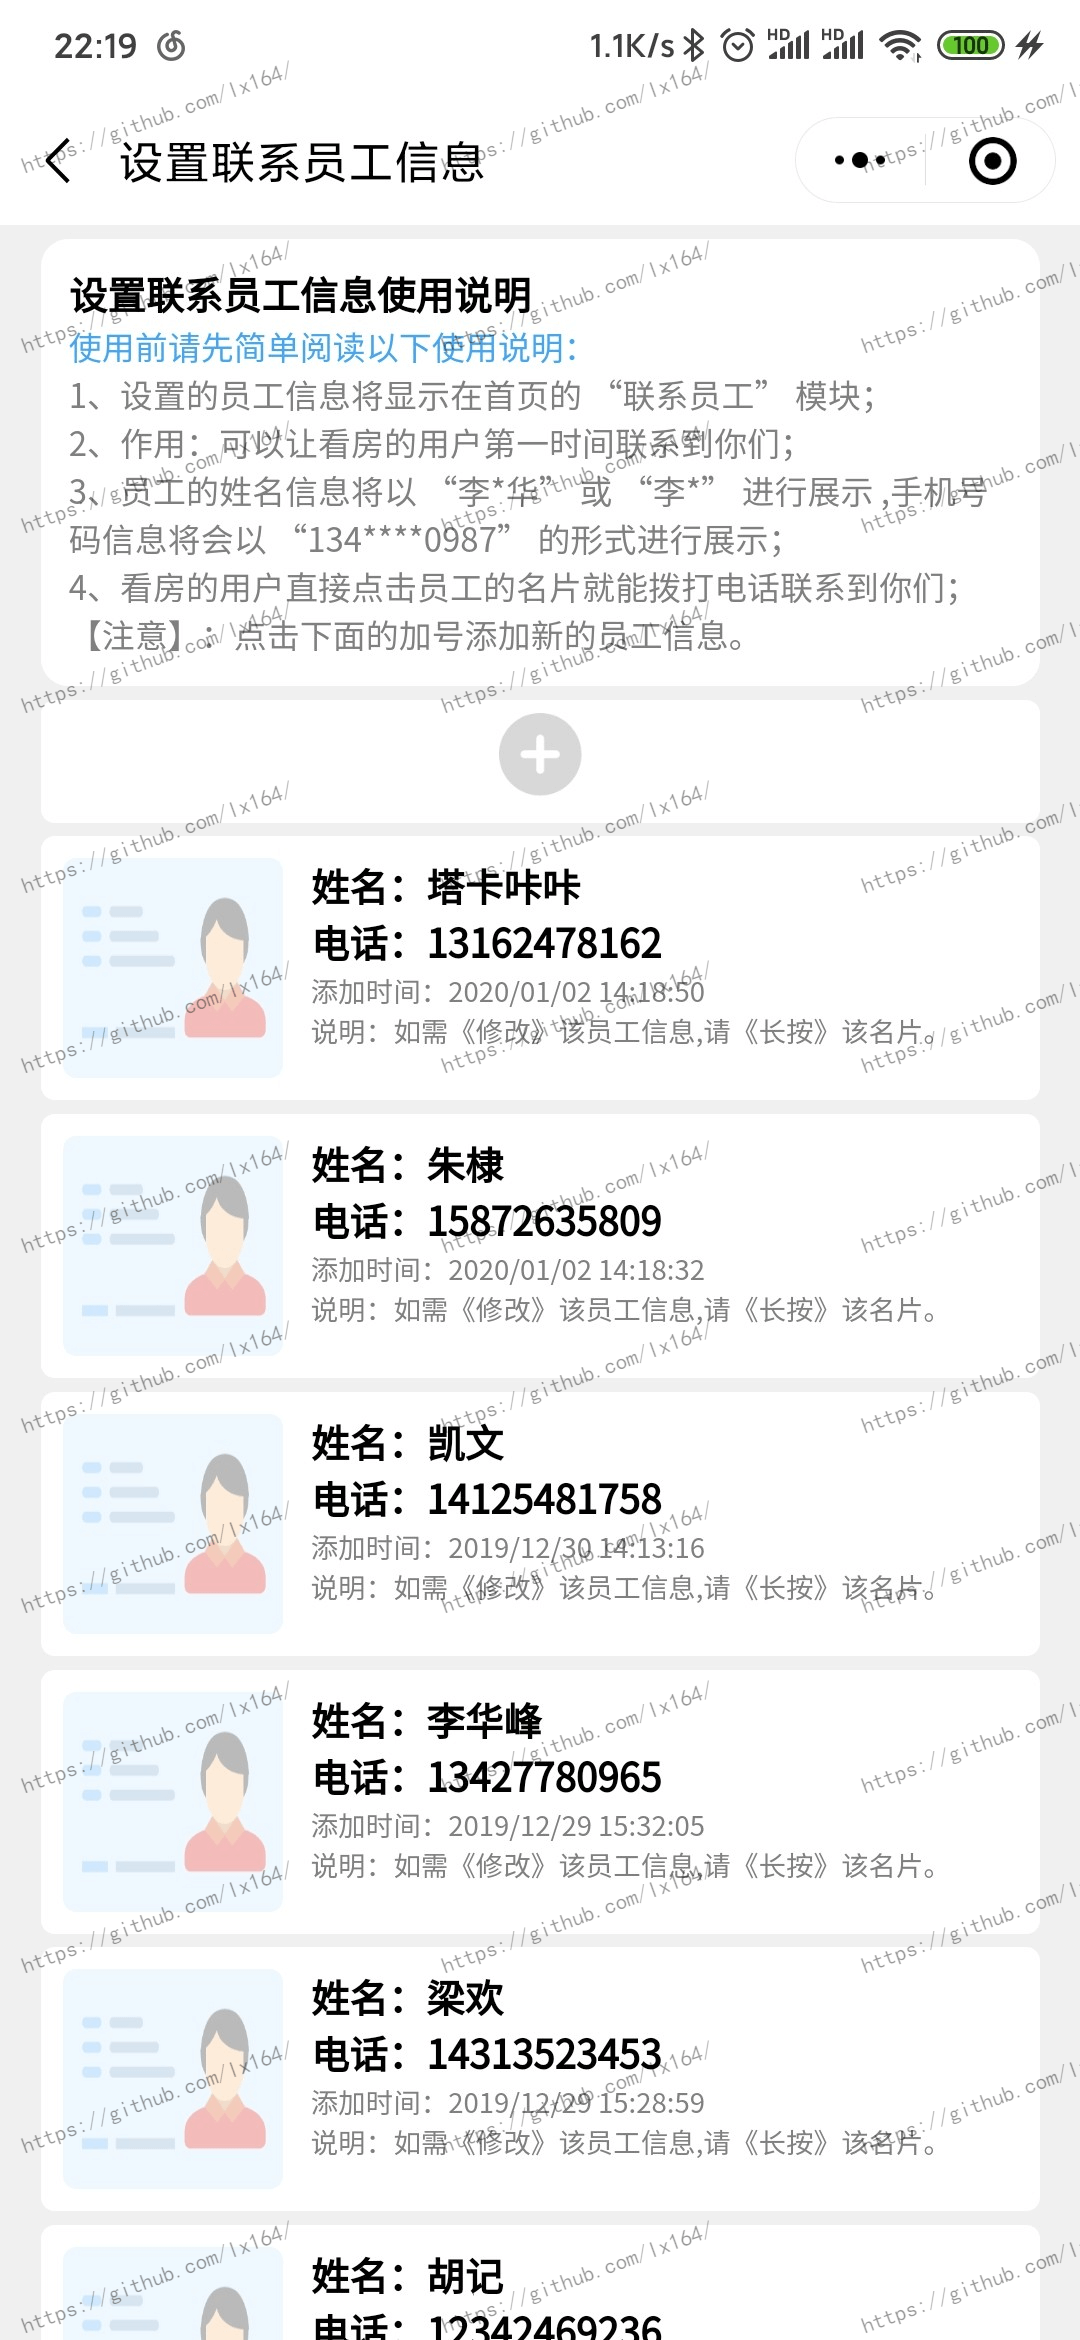 22:19
1.1K/s HD HD 100
设置联系员工信息
设置联系员工信息使用说明
使用前请先简单阅读以下使用说明：
1、设置的员工信息将显示在首页的 “联系员工” 模块；
2、作用：可以让看房的用户第一时间联系到你们；
3、员工的姓名信息将以 “李*华” 或 “李*” 进行展示 ,手机号
码信息将会以 “134****0987” 的形式进行展示；
4、看房的用户直接点击员工的名片就能拨打电话联系到你们；
【注意】：点击下面的加号添加新的员工信息。
姓名：塔卡咔咔
电话：13162478162
添加时间：2020/01/02 14:18:50
说明：如需《修改》该员工信息,请《长按》该名片。
姓名：朱棣
电话：15872635809
添加时间：2020/01/02 14:18:32
说明：如需《修改》该员工信息,请《长按》该名片。
姓名：凯文
电话：14125481758
添加时间：2019/12/30 14:13:16
说明：如需《修改》该员工信息,请《长按》该名片。
姓名：李华峰
电话：13427780965
添加时间：2019/12/29 15:32:05
说明：如需《修改》该员工信息,请《长按》该名片。
姓名：梁欢
电话：14313523453
添加时间：2019/12/29 15:28:59
说明：如需《修改》该员工信息,请《长按》该名片。
姓名：胡记
电话：12342469236
https://github.com/lx164/